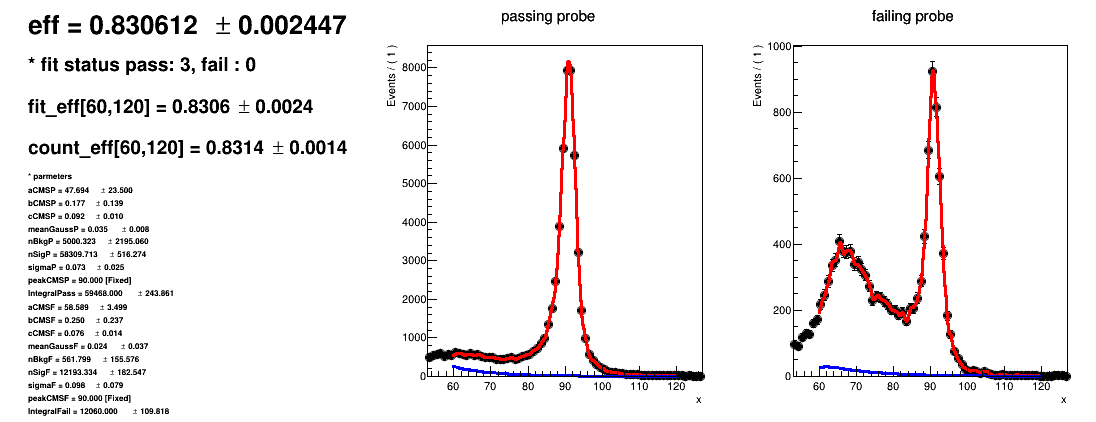 eff = 0.830612 ± 0.002447
* fit status pass: 3, fail : 0
fit_eff[60,120] = 0.8306 ± 0.0024
count_eff[60,120] = 0.8314 ± 0.0014
* parmeters
aCMSP = 47.694 ± 23.500
bCMSP = 0.177 ± 0.139
cCMSP = 0.092 ± 0.010
meanGaussP = 0.035 ± 0.008
nBkgP = 5000.323 ± 2195.060
nSigP = 58309.713 ± 516.274
sigmaP = 0.073 ± 0.025
peakCMSP = 90.000 [Fixed]
IntegralPass = 59468.000 ± 243.861
aCMSF = 58.589 ± 3.499
bCMSF = 0.250 ± 0.237
cCMSF = 0.076 ± 0.014
meanGaussF = 0.024 ± 0.037
nBkgF = 561.799 ± 155.576
nSigF = 12193.334 ± 182.547
sigmaF = 0.098 ± 0.079
peakCMSF = 90.000 [Fixed]
IntegralFail = 12060.000 ± 109.818
passing probe
Events / ( 1 )
8000
7000
6000
5000
4000
3000
2000
1000
0
60 70 80 90 100 110 120
x
failing probe
Events / ( 1 )
1000
800
600
400
200
0
60 70 80 90 100 110 120
x